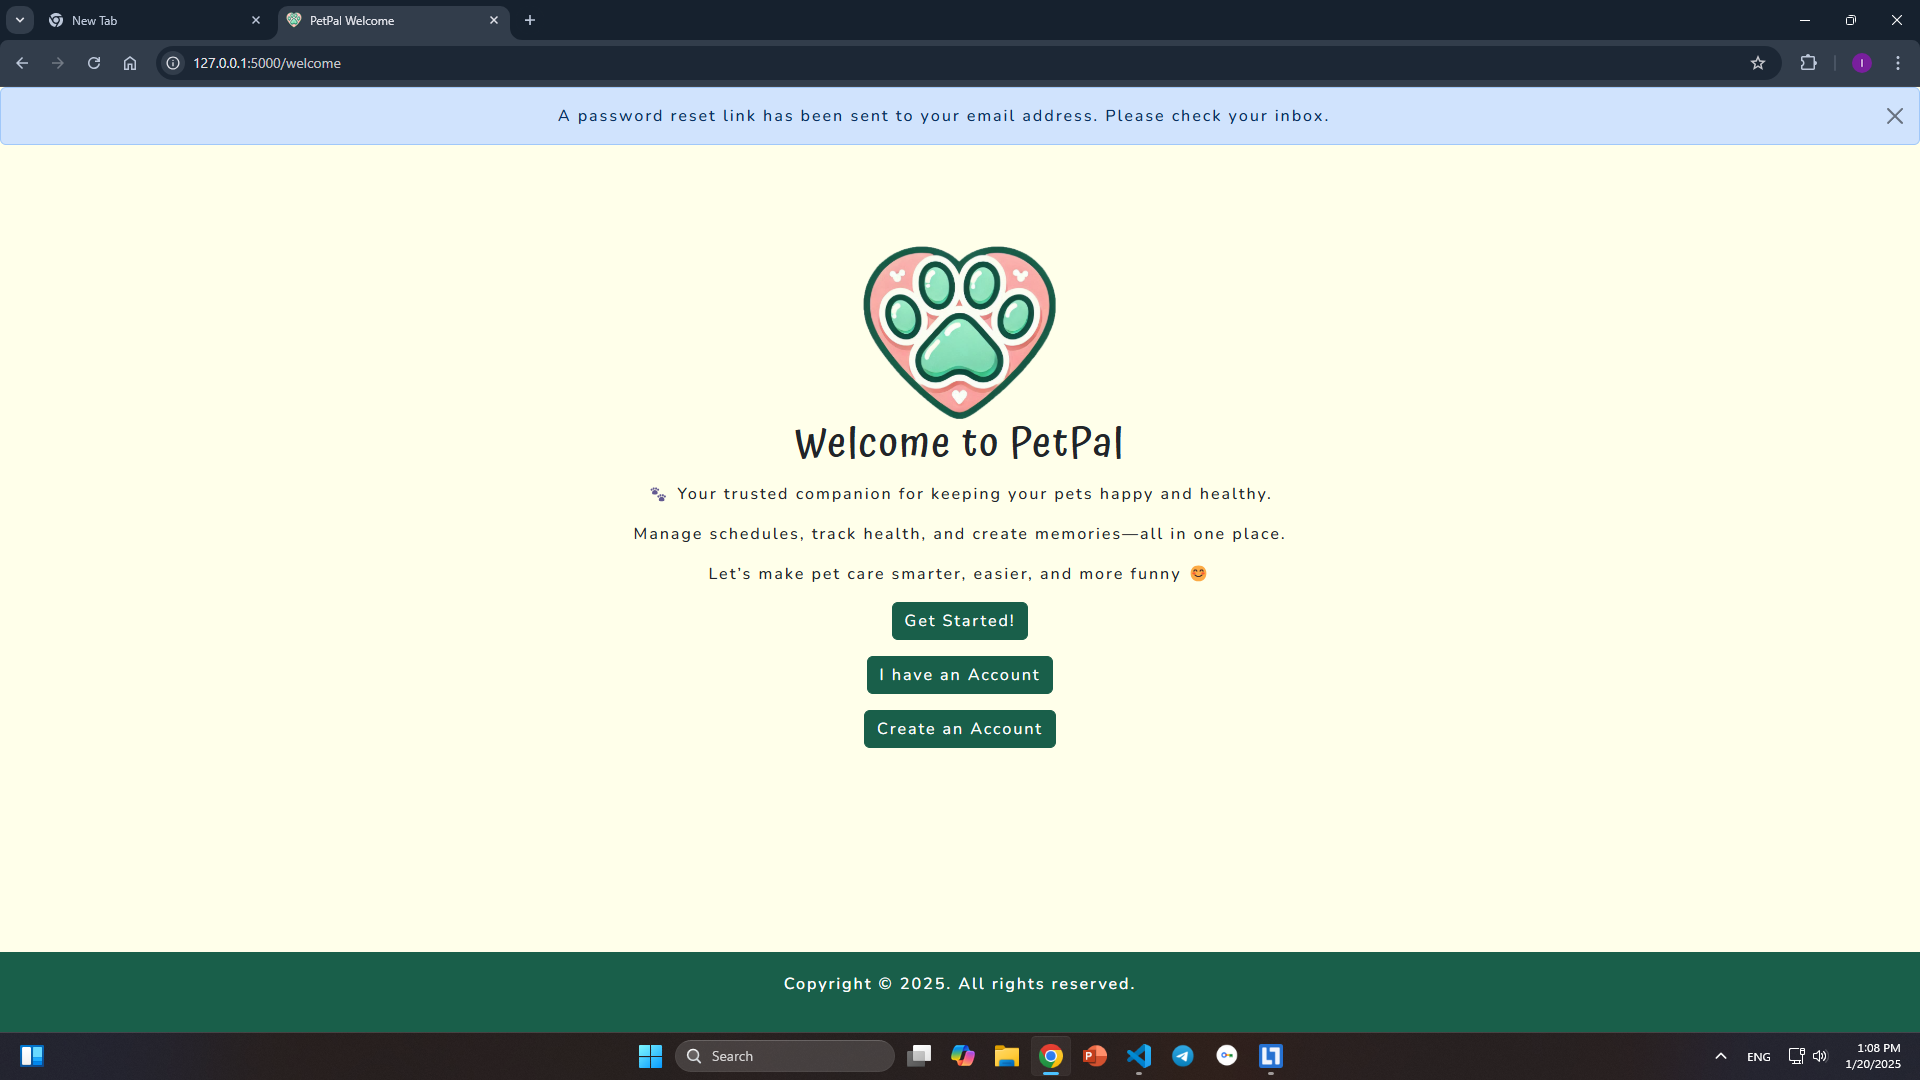 New Tab
PetPal Welcome
127.0.0.1:5000/welcome
I
A password reset link has been sent to your email address. Please check your inbox.
Welcome to PetPal
🐾 Your trusted companion for keeping your pets happy and healthy.
Manage schedules, track health, and create memories—all in one place.
Let’s make pet care smarter, easier, and more funny 😊
Get Started!
I have an Account
Create an Account
Copyright © 2025. All rights reserved.
Search
ENG
1:08 PM
1/20/2025